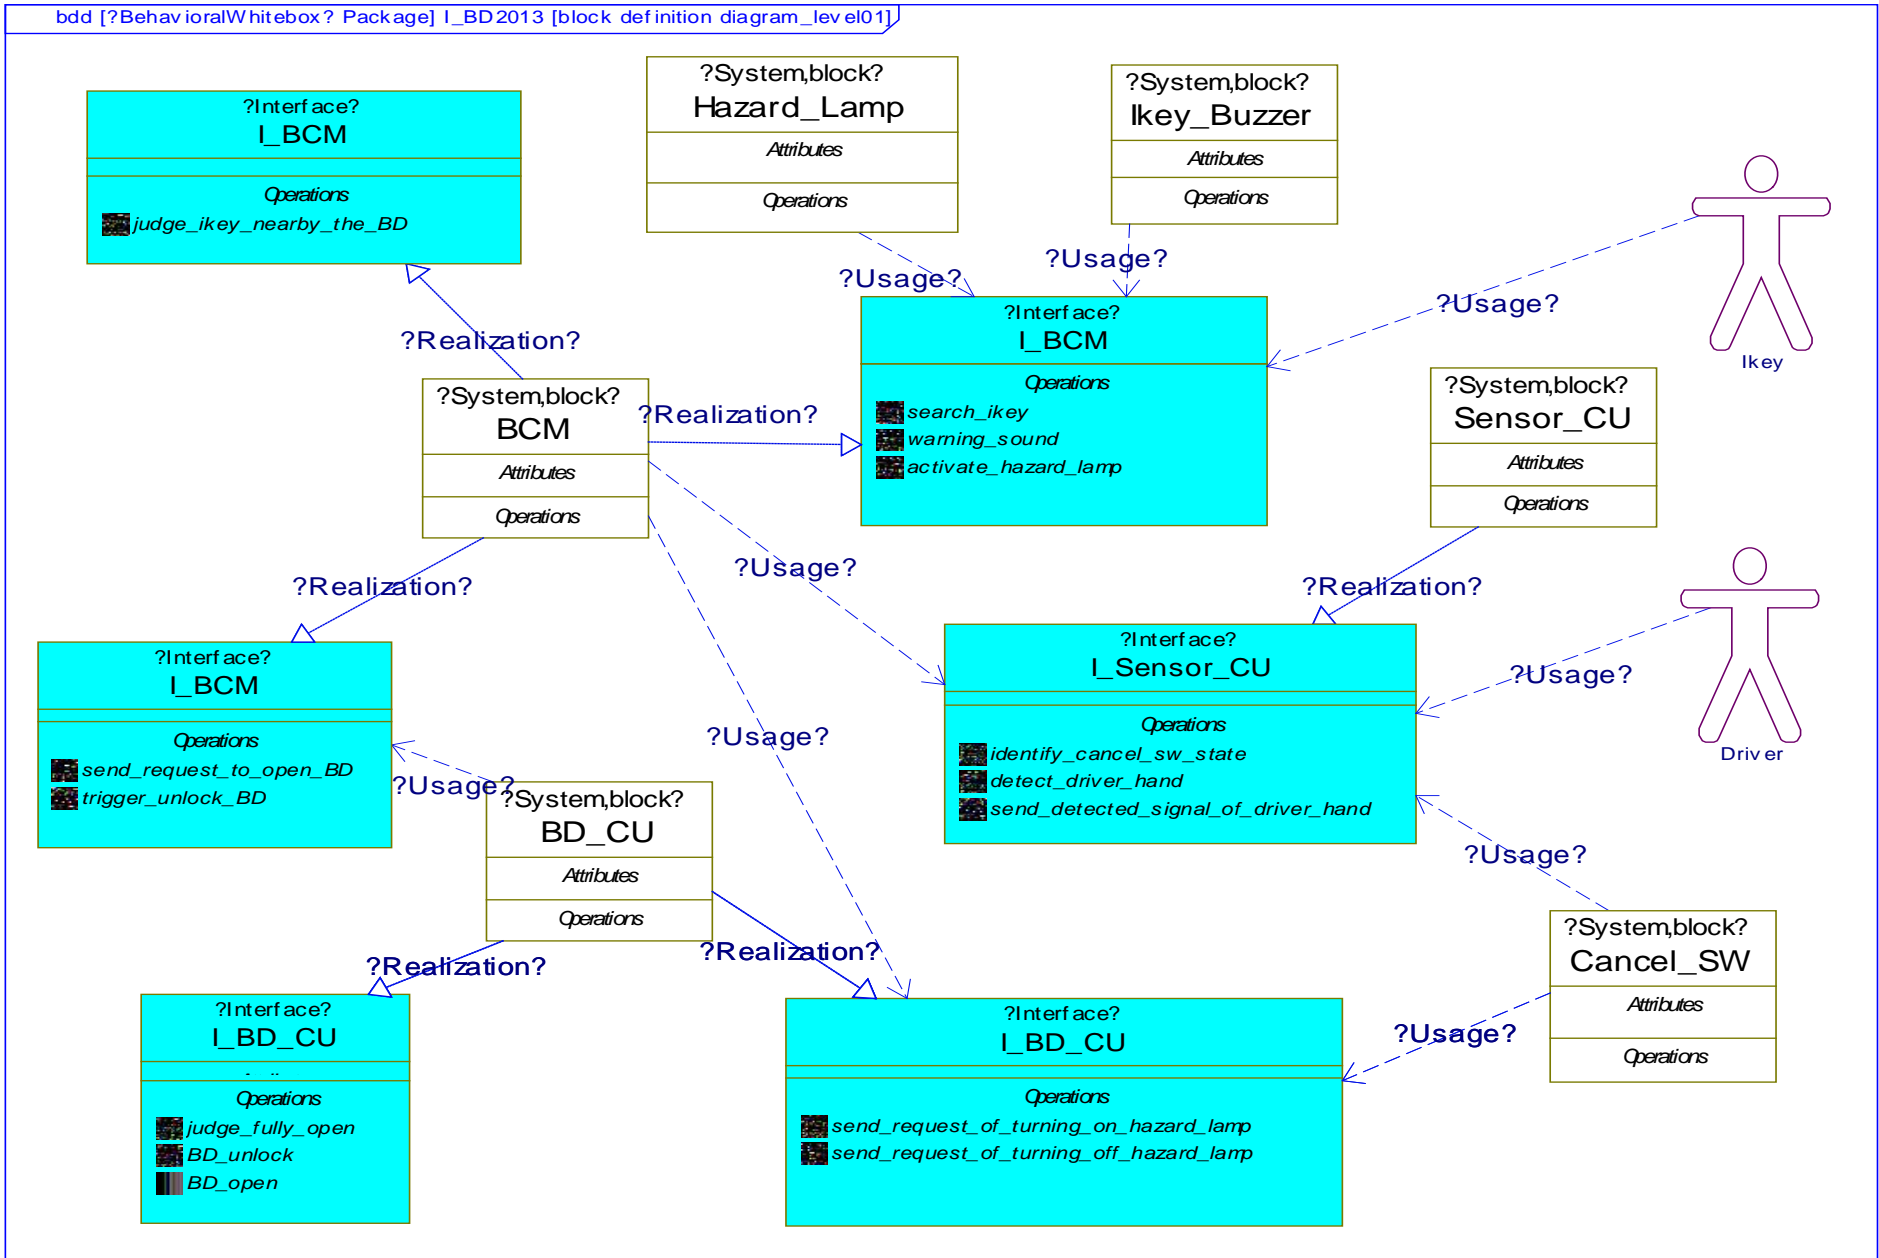 bdd [?BehavioralWhitebox? Package] I_BD2013 [block definition diagram_level01]
?Interface?
I_BCM
Operations
judge_ikey_nearby_the_BD
?System,block?
Hazard_Lamp
Attributes
Operations
?System,block?
Ikey_Buzzer
Attributes
Operations
?Usage?
?Usage?
?Usage?
Ikey
?Realization?
?Interface?
I_BCM
Operations
search_ikey
warning_sound
activate_hazard_lamp
?System,block?
BCM
Attributes
Operations
?Realization?
?System,block?
Sensor_CU
Attributes
Operations
?Realization?
?Usage?
?Realization?
?Usage?
Driver
?Interface?
I_BCM
Operations
send_request_to_open_BD
trigger_unlock_BD
?Interface?
I_Sensor_CU
Operations
identify_cancel_sw_state
detect_driver_hand
send_detected_signal_of_driver_hand
?Usage?
?Usage?
?System,block?
BD_CU
Attributes
Operations
?Usage?
?Realization?
?Realization?
?System,block?
Cancel_SW
Attributes
Operations
?Usage?
?Interface?
I_BD_CU
Operations
judge_fully_open
BD_unlock
BD_open
?Interface?
I_BD_CU
Operations
send_request_of_turning_on_hazard_lamp
send_request_of_turning_off_hazard_lamp